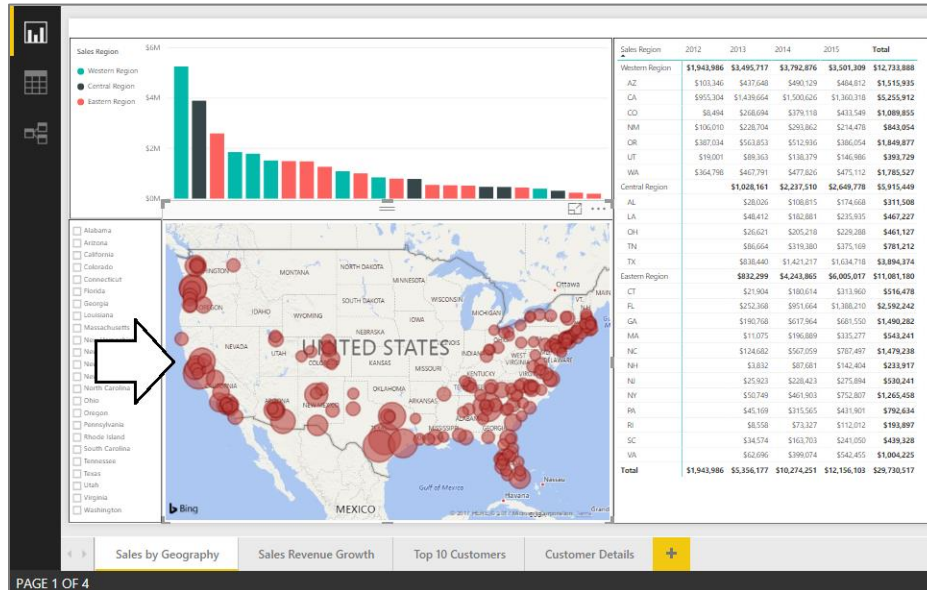 Sales Region
Western Region
Central Region
Eastern Region
$6M
$4M
$2M
$0M
Sales Region 2012 2013 2014 2015 Total
Western Region $1,943,986 $3,495,717 $3,792,876 $3,501,309 $12,733,888
AZ $103,346 $437,648 $490,129 $484,812 $1,515,935
CA $955,304 $1,439,664 $1,500,626 $1,360,318 $5,255,912
CO $8,494 $268,694 $379,118 $433,549 $1,089,855
NM $106,010 $228,704 $293,862 $214,478 $843,054
OR $387,034 $563,853 $512,936 $386,054 $1,849,877
UT $19,001 $89,363 $138,379 $146,986 $393,729
WA $364,798 $467,791 $477,826 $475,112 $1,785,527
Central Region $1,028,161 $2,237,510 $2,649,778 $5,915,449
AL $28,026 $108,815 $174,668 $311,508
LA $48,412 $182,881 $235,935 $467,227
OH $26,621 $205,218 $229,288 $461,127
TN $86,664 $319,380 $375,169 $781,212
TX $838,440 $1,421,217 $1,634,718 $3,894,374
Eastern Region $832,299 $4,243,865 $6,005,017 $11,081,180
CT $21,904 $180,614 $313,960 $516,478
FL $252,368 $951,664 $1,388,210 $2,592,242
GA $190,768 $617,964 $681,550 $1,490,282
MA $11,075 $196,889 $335,277 $543,241
NC $124,682 $567,059 $787,497 $1,479,238
NH $3,832 $87,681 $142,404 $233,917
NJ $25,923 $228,423 $275,894 $530,241
NY $50,749 $461,903 $752,807 $1,265,458
PA $45,169 $315,565 $431,901 $792,634
RI $8,558 $73,327 $112,012 $193,897
SC $34,574 $163,703 $241,050 $439,328
VA $62,696 $399,074 $542,455 $1,004,225
Total $1,943,986 $5,356,177 $10,274,251 $12,156,103 $29,730,517
Alabama
Arizona
California
Colorado
Connecticut
Florida
Georgia
Louisiana
Massachusetts
North Carolina
Ohio
Oregon
Pennsylvania
Rhode Island
South Carolina
Tennessee
Texas
Utah
Virginia
Washington
MONTANA
NORTH DAKOTA
MINNESOTA
Ottawa
SOUTH DAKOTA
WISCONSIN
IDAHO
WYOMING
MICHIGAN
VT.
IOWA
NEBRASKA
NEVADA
UTAH
UNITED STATES
KANSAS
MISSOURI
WEST
KENTUCKY
OKLAHOMA
ARKANSAS
Gulf of Mexico
Nassau
Havana
MEXICO
Bing
Sales by Geography
Sales Revenue Growth
Top 10 Customers
Customer Details
+
PAGE 1 OF 4